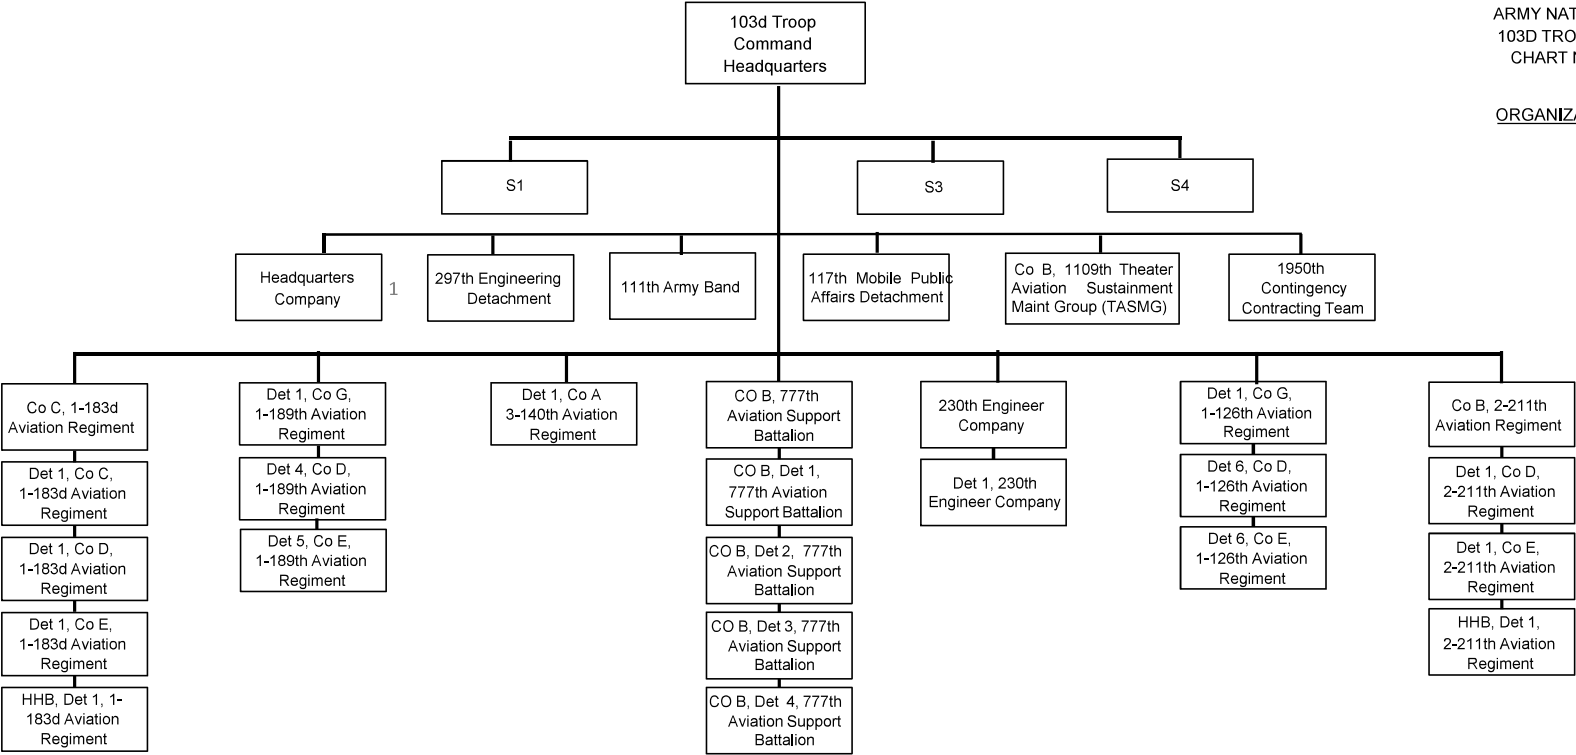 103d Troop
Command
Headquarters
ARMY NAT
103D TRO
CHART
ORGANIZA
S1
S3
S4
Headquarters
Company
1
297th Engineering
Detachment
111th Army Band
117th Mobile Public
Affairs Detachment
Co B, 1109th Theater
Aviation Sustainment
Maint Group (TASMG)
1950th
Contingency
Contracting Team
Co C, 1-183d
Aviation Regiment
Det 1, Co C,
1-183d Aviation
Regiment
Det 1, Co D,
1-183d Aviation
Regiment
Det 1, Co E,
1-183d Aviation
Regiment
HHB, Det 1, 1-
183d Aviation
Regiment
Det 1, Co G,
1-189th Aviation
Regiment
Det 4, Co D,
1-189th Aviation
Regiment
Det 5, Co E,
1-189th Aviation
Regiment
Det 1, Co A
3-140th Aviation
Regiment
CO B, 777th
Aviation Support
Battalion
CO B, Det 1,
777th Aviation
Support Battalion
CO B, Det 2, 777th
Aviation Support
Battalion
CO B, Det 3, 777th
Aviation Support
Battalion
CO B, Det 4, 777th
Aviation Support
Battalion
230th Engineer
Company
Det 1, 230th
Engineer Company
Det 1, Co G,
1-126th Aviation
Regiment
Det 6, Co D,
1-126th Aviation
Regiment
Det 6, Co E,
1-126th Aviation
Regiment
Co B, 2-211th
Aviation Regiment
Det 1, Co D,
2-211th Aviation
Regiment
Det 1, Co E,
2-211th Aviation
Regiment
HHB, Det 1,
2-211th Aviation
Regiment